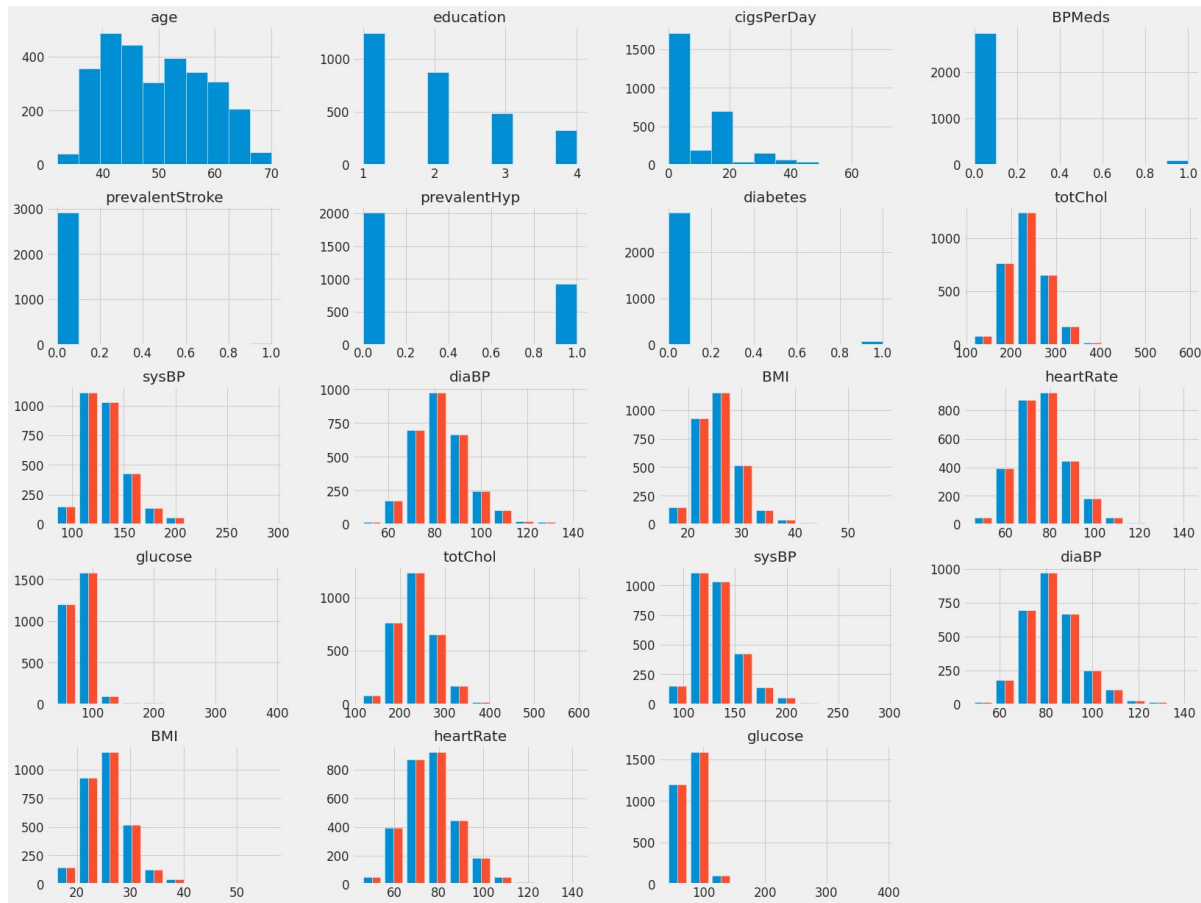 age education cigsPerDay BPMeds
400 1000 1500 2000
200 500 1000 1000
0 0 500 0
0
40 50 60 70 1 2 3 4 0 20 40 60 0.0 0.2 0.4 0.6 0.8 1.0
prevalentStroke prevalentHyp diabetes totChol
3000 2000 2000 1000
2000 1500 1000 500
1000 1000 0 0
0 500
0
0.0 0.2 0.4 0.6 0.8 1.0 0.0 0.2 0.4 0.6 0.8 1.0 0.0 0.2 0.4 0.6 0.8 1.0 100 200 300 400 500 600
sysBP diaBP BMI heartRate
1000 1000 1000 800
750 750 750 600
500 500 500 400
250 250 250 200
0 0 0 0
100 150 200 250 300 60 80 100 120 140 20 30 40 50 60 80 100 120 140
glucose totChol sysBP diaBP
1500 1000 1000 1000
1000 500 750 750
500 0 500 500
0 250 250
0 0
100 200 300 400 100 200 300 400 500 600 100 150 200 250 300 60 80 100 120 140
BMI heartRate glucose
1000 800 1500
750 600 1000
500 400 500
250 200 0
0 0
20 30 40 50 60 80 100 120 140 100 200 300 400